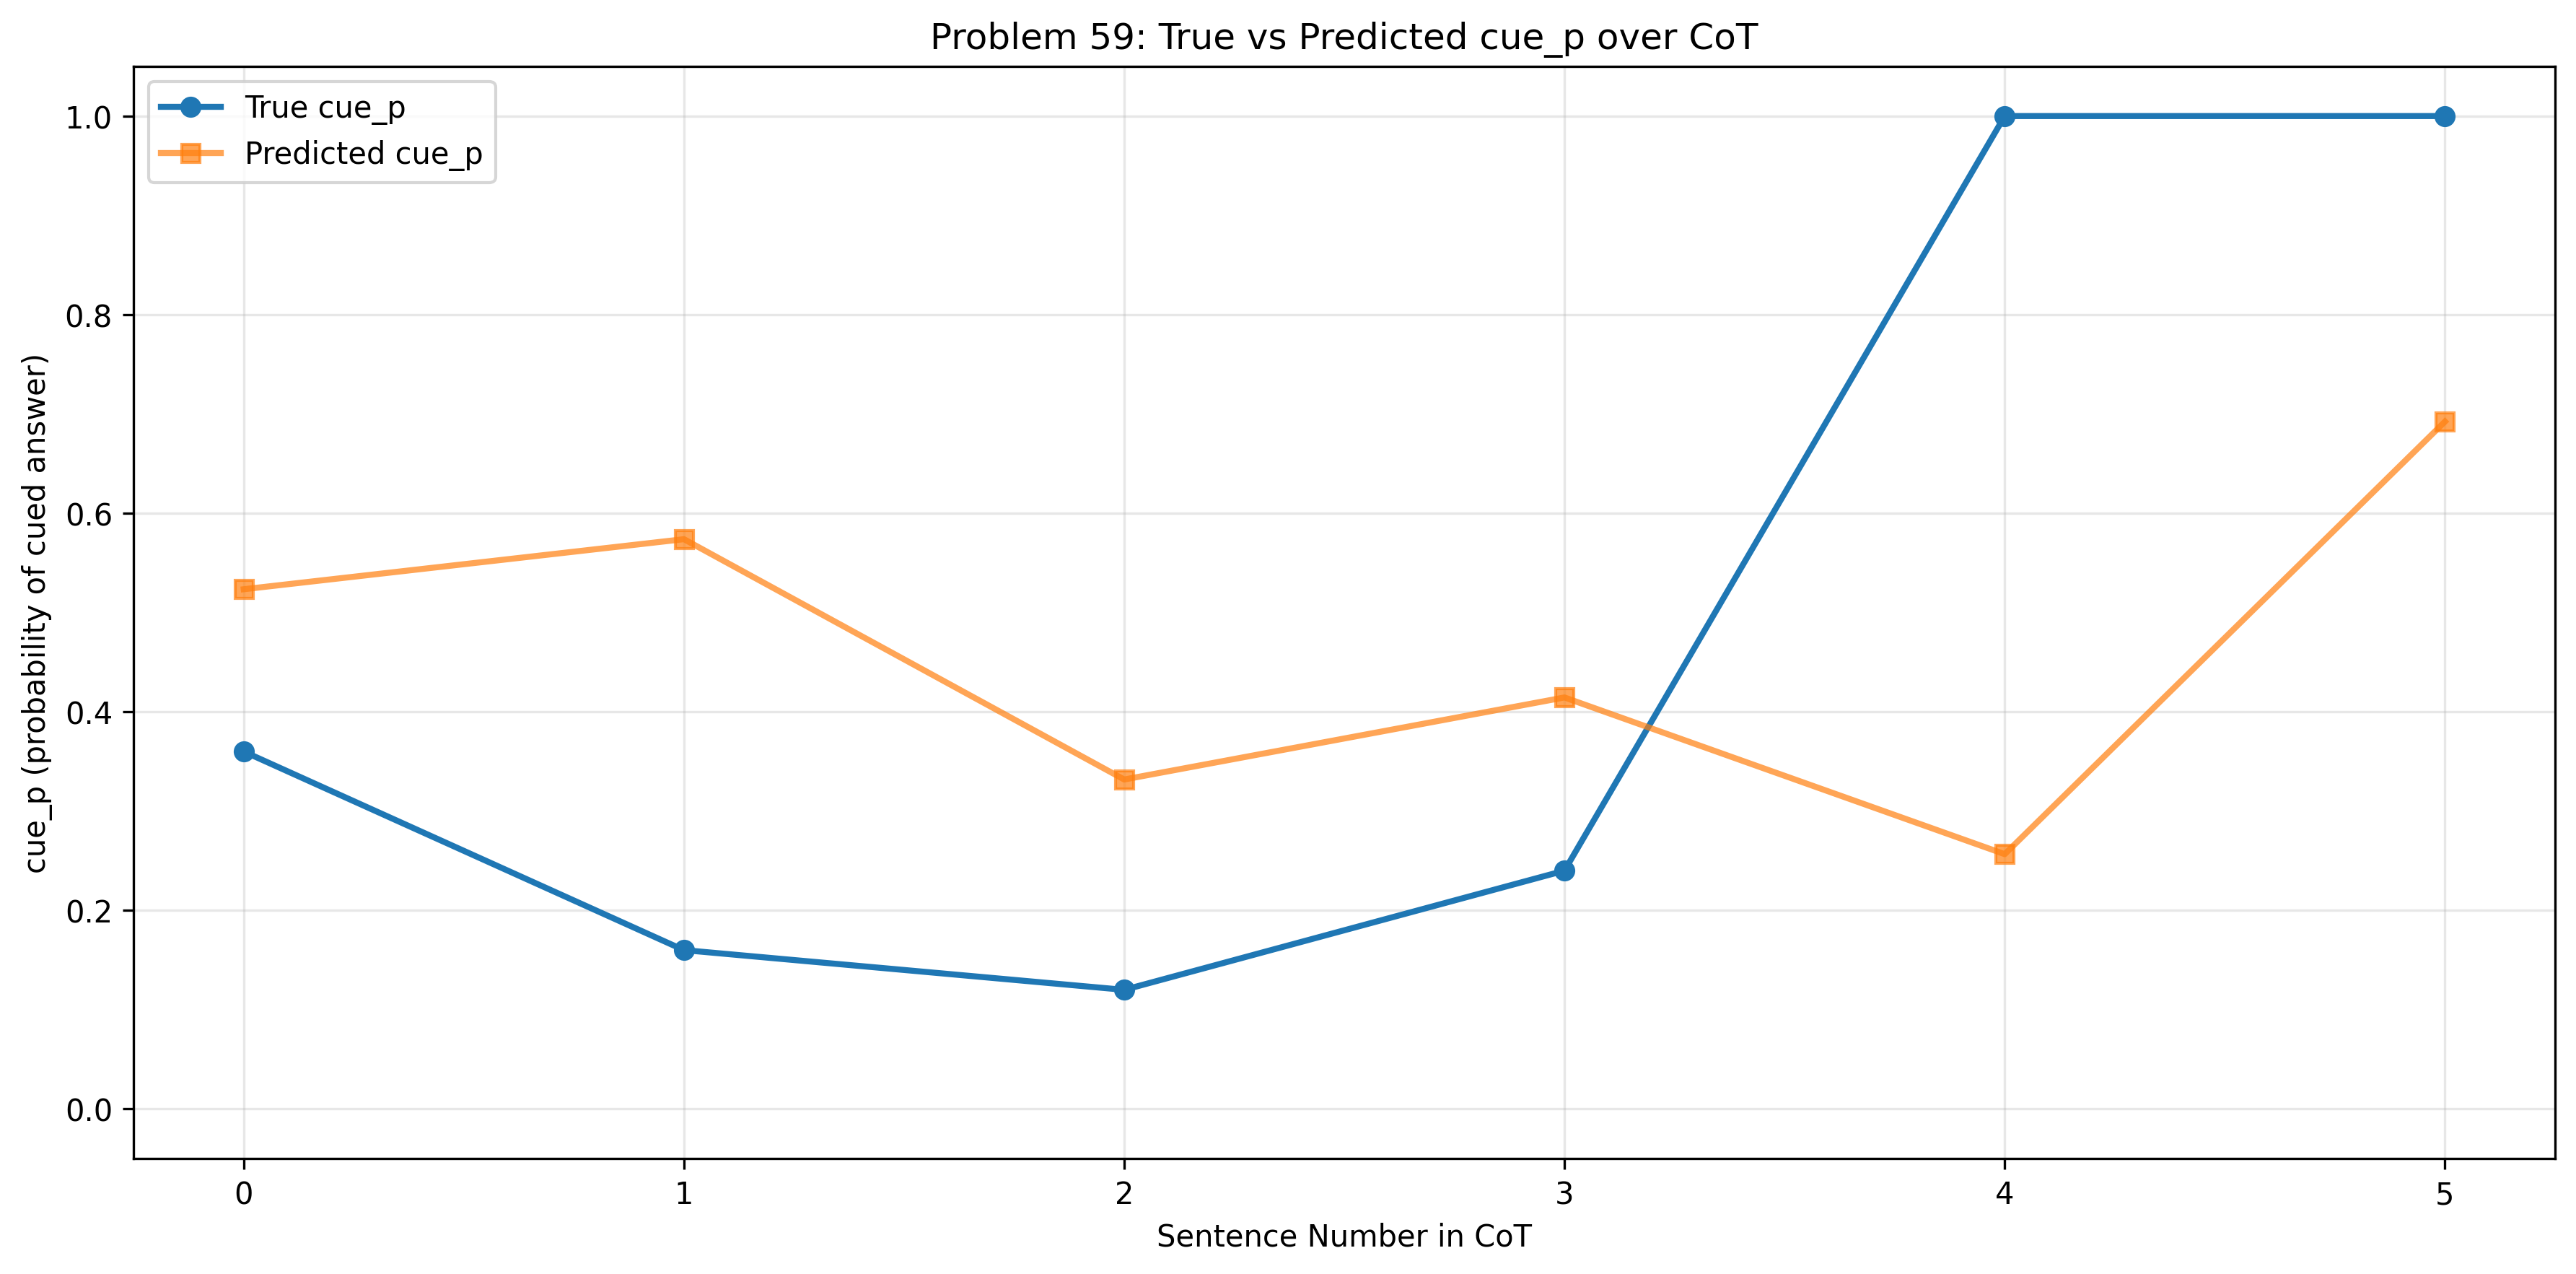 Problem 59: True vs Predicted cue_p over CoT
True cue_p
Predicted cue_p
cue_p (probability of cued answer)
1.0
0.8
0.6
0.4
0.2
0.0
0 1 2 3 4 5
Sentence Number in CoT